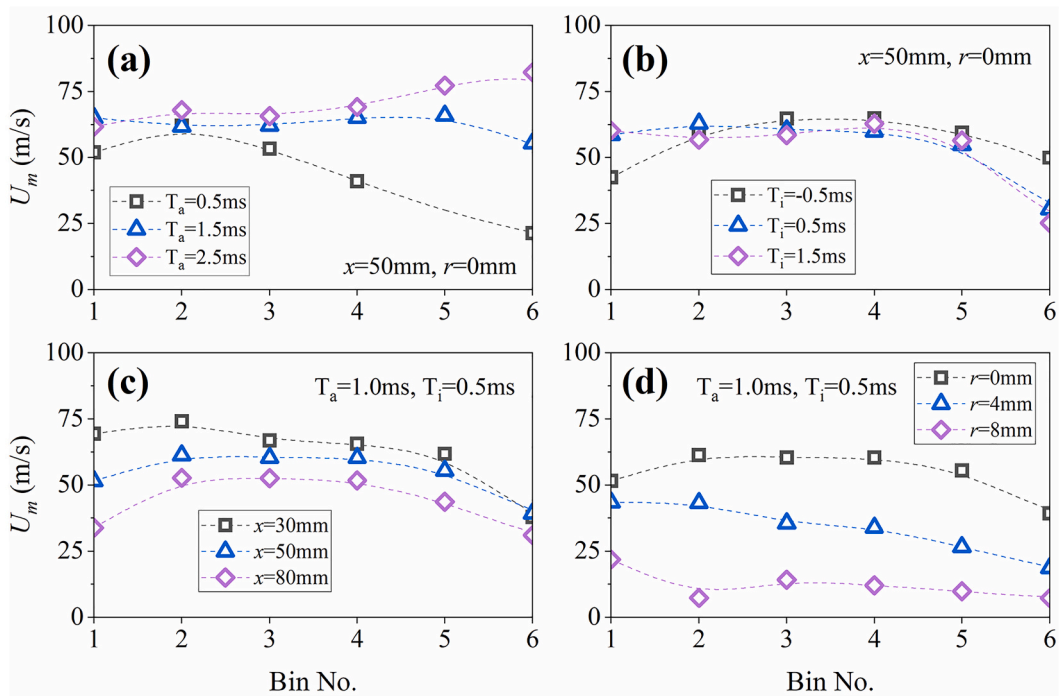 100
75
50
25
0
U_m (m/s)
(a)
T_a=0.5ms
T_a=1.5ms
T_a=2.5ms
x=50mm, r=0mm
1 2 3 4 5 6
100
75
50
25
0
(b)
x=50mm, r=0mm
T_i=-0.5ms
T_i=0.5ms
T_i=1.5ms
1 2 3 4 5 6
100
75
50
25
0
U_m (m/s)
(c)
T_a=1.0ms, T_i=0.5ms
x=30mm
x=50mm
x=80mm
1 2 3 4 5 6
Bin No.
100
75
50
25
0
(d)
T_a=1.0ms, T_i=0.5ms
r=0mm
r=4mm
r=8mm
1 2 3 4 5 6
Bin No.